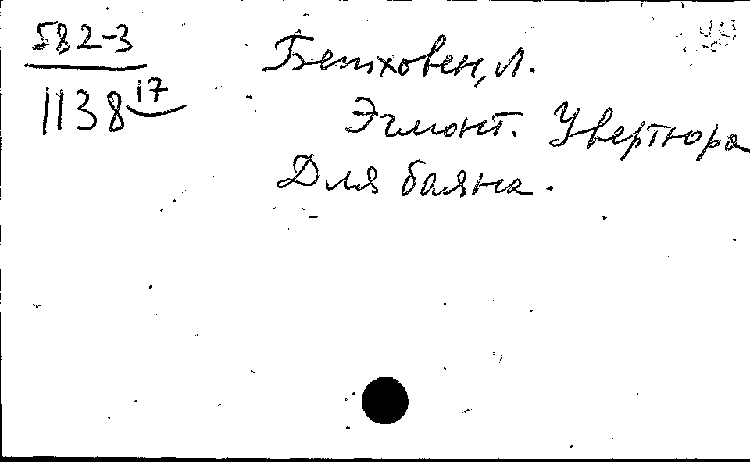 582-3
1138 17
Бетховен, Л.
Эгмонт. Увертюра
Для баяна.